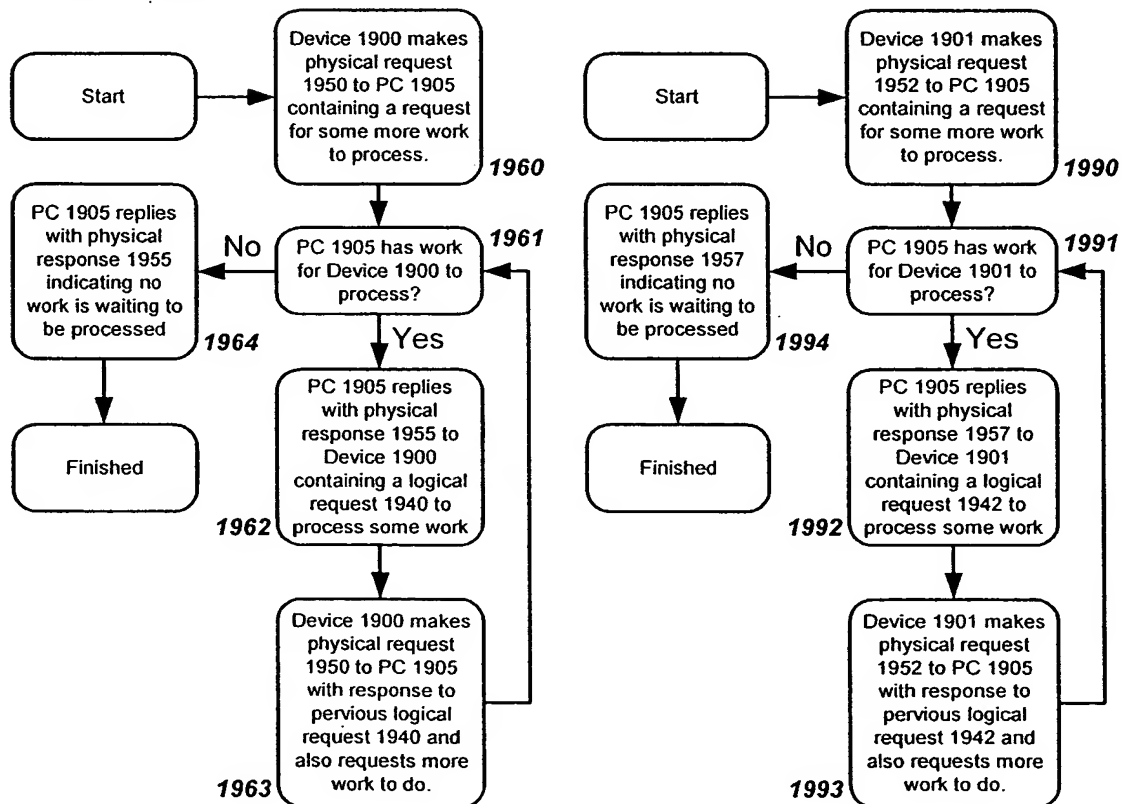 Start
Device 1900 makes
physical request
1950 to PC 1905
containing a request
for some more work
to process.
1960
PC 1905 has work
for Device 1900 to
process?
1961
No
PC 1905 replies
with physical
response 1955
indicating no
work is waiting to
be processed
1964
Finished
Yes
PC 1905 replies
with physical
response 1955 to
Device 1900
containing a logical
request 1940 to
process some work
1962
Device 1900 makes
physical request
1950 to PC 1905
with response to
pervious logical
request 1940 and
also requests more
work to do.
1963
Start
Device 1901 makes
physical request
1952 to PC 1905
containing a request
for some more work
to process.
1990
PC 1905 has work
for Device 1901 to
process?
1991
No
PC 1905 replies
with physical
response 1957
indicating no
work is waiting to
be processed
1994
Finished
Yes
PC 1905 replies
with physical
response 1957 to
Device 1901
containing a logical
request 1942 to
process some work
1992
Device 1901 makes
physical request
1952 to PC 1905
with response to
pervious logical
request 1942 and
also requests more
work to do.
1993